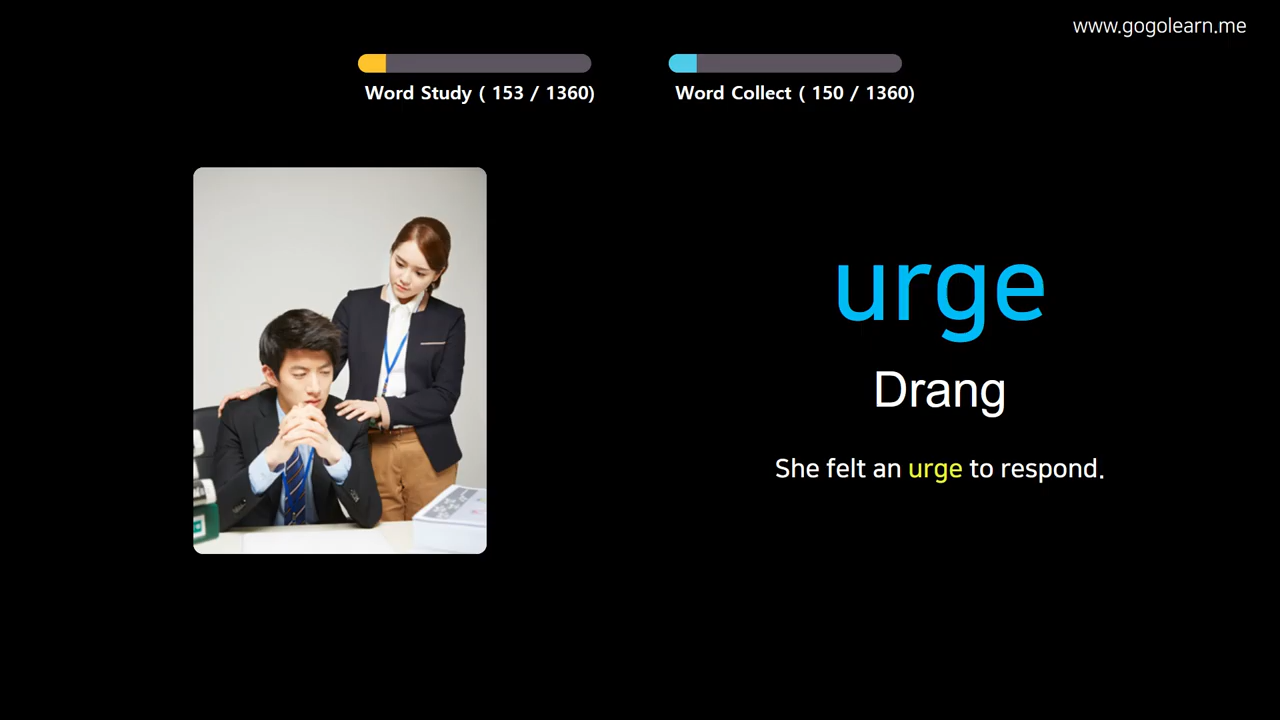 www.gogolearn.me
Word Study ( 153 / 1360)
Word Collect ( 150 / 1360)
urge
Drang
She felt an urge to respond.